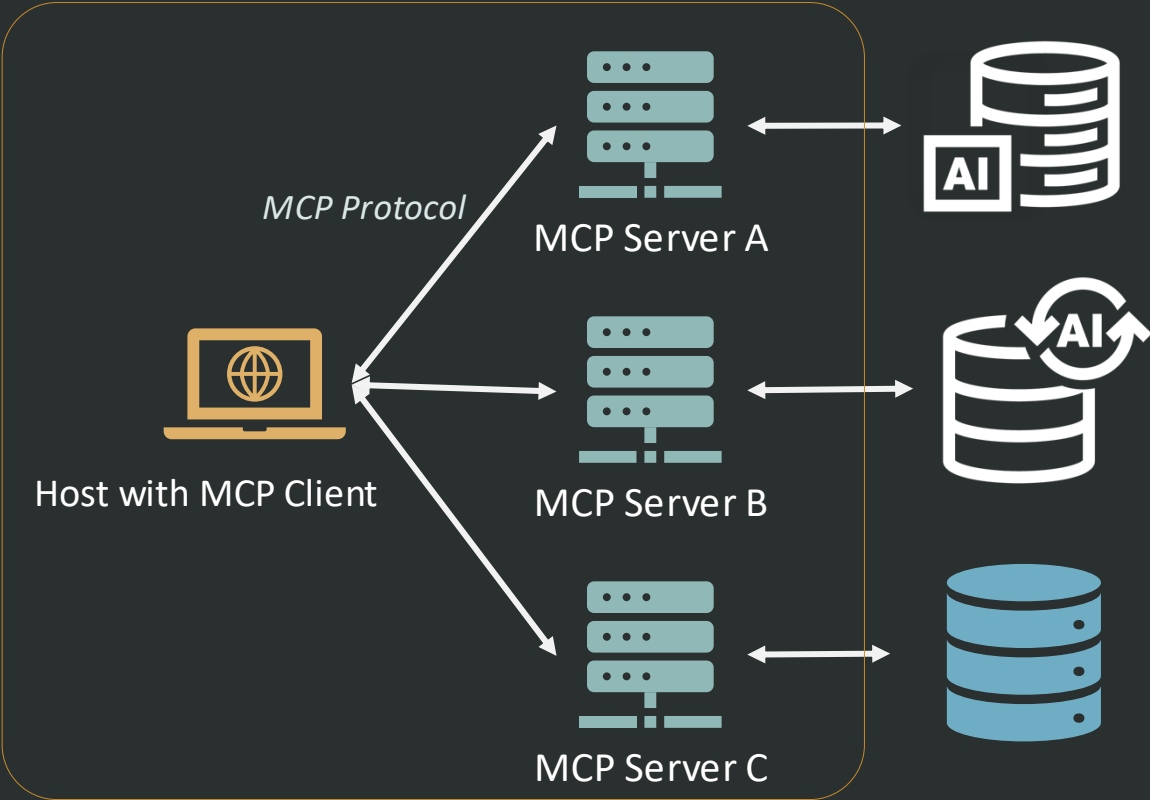 MCP Protocol
MCP Server A
AI
Host with MCP Client
MCP Server B
AI
MCP Server C